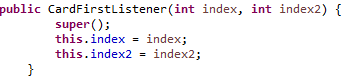 public CardFirstListener(int index, int index2) {
super();
this.index = index;
this.index2 = index2;
}